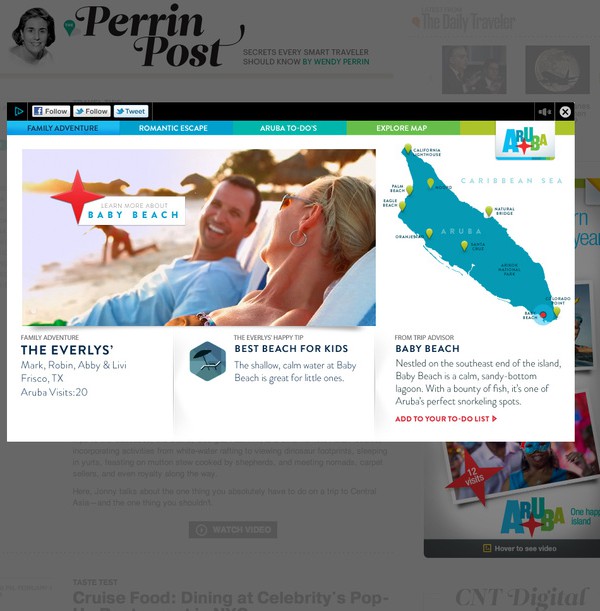 THE Perrin Post
SECRETS EVERY SMART TRAVELER
SHOULD KNOW BY WENDY PERRIN
The Daily Traveler
Follow Follow Tweet
FAMILY ADVENTURE ROMANTIC ESCAPE ARUBA TO-DO'S EXPLORE MAP
ARUBA
LEARN MORE ABOUT
BABY BEACH
CALIFORNIA
LIGHTHOUSE
CARIBBEAN SEA
PALM
BEACH
EAGLE
BEACH
NATURAL
BRIDGE
ARUBA
ORANJESTAD
SANTA
CRUZ
ARIKOK
NATIONAL
PARK
COLORADO
POINT
BABY
BEACH
FAMILY ADVENTURE
THE EVERLYS'
Mark, Robin, Abby & Livi
Frisco, TX
Aruba Visits:20
THE EVERLYS' HAPPY TIP
BEST BEACH FOR KIDS
The shallow, calm water at Baby
Beach is great for little ones.
FROM TRIP ADVISOR
BABY BEACH
Nestled on the southeast end of the island,
Baby Beach is a calm, sandy-bottom
lagoon. With a bounty of fish, it's one of
Aruba's perfect snorkeling spots.
ADD TO YOUR TO-DO LIST
incorporating activities from white-water rafting to viewing dinosaur footprints, sleeping
in yurts, feasting on mutton stew cooked by shepherds, and meeting nomads, carpet
sellers, and even royalty along the way.
Here, Jenny talks about the one thing you absolutely have to do on a trip to Central
Asia—and the one thing you shouldn't.
WATCH VIDEO
12
visits
ARUBA One happy
island
Hover to see video
TASTE TEST
Cruise Food: Dining at Celebrity's Pop-
CNT Digital